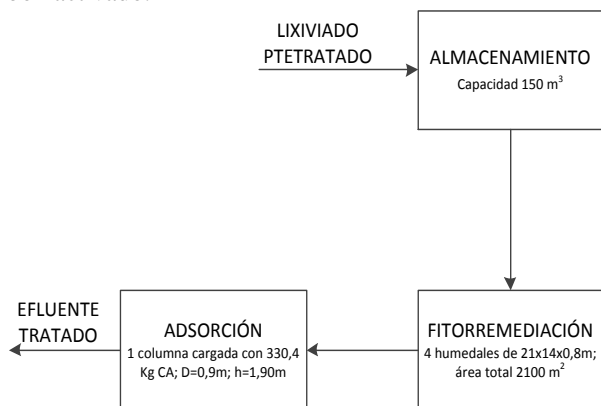 LIXIVIADO
PTETRATADO
ALMACENAMIENTO
Capacidad 150 m³
EFLUENTE
TRATADO
ADSORCIÓN
1 columna cargada con 330,4
Kg CA; D=0,9m; h=1,90m
FITORREMEDIACIÓN
4 humedales de 21x14x0,8m;
área total 2100 m²